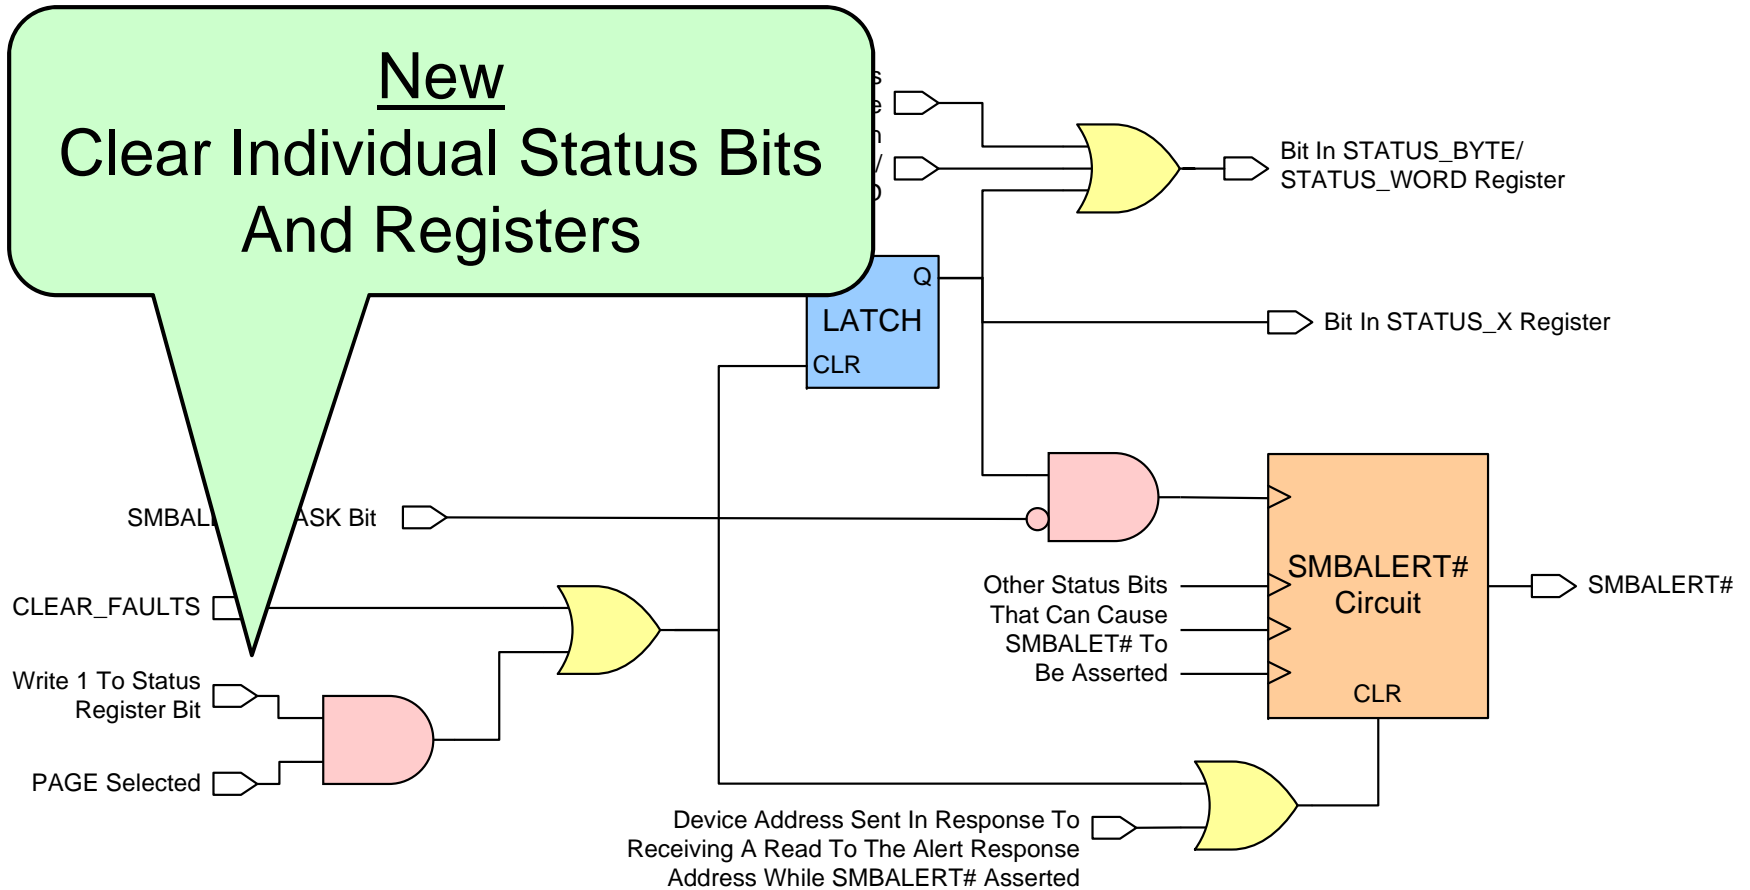 New
Clear Individual Status Bits
And Registers
Bit In STATUS_BYTE/
STATUS_WORD Register
Q
LATCH
CLR
Bit In STATUS_X Register
ASK Bit
SMBALERT#
Circuit
CLR
SMBALERT#
Other Status Bits
That Can Cause
SMBALET# To
Be Asserted
CLEAR_FAULTS
Write 1 To Status
Register Bit
PAGE Selected
Device Address Sent In Response To
Receiving A Read To The Alert Response
Address While SMBALERT# Asserted